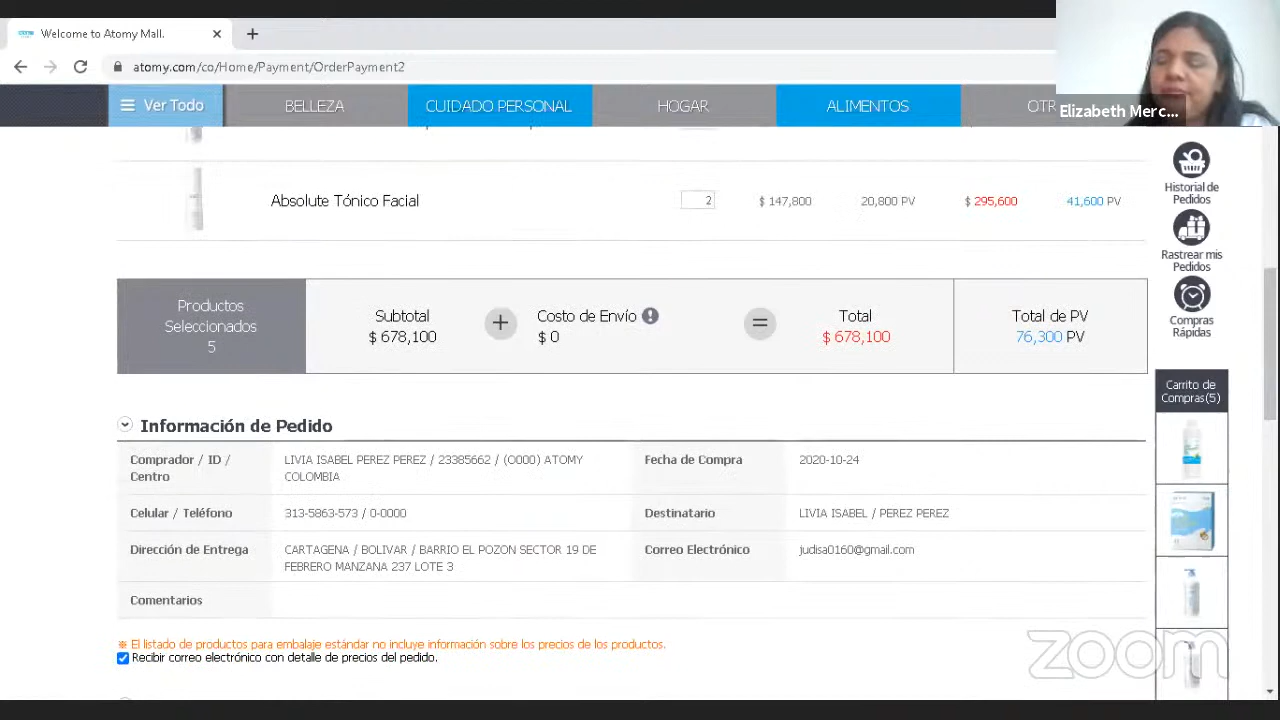 Welcome to Atomy Mall.
atomy.com/co/Home/Payment/OrderPayment2
Ver Todo BELLEZA CUIDADO PERSONAL HOGAR ALIMENTOS OTR
Elizabeth Merc...
Absolute Tónico Facial 2 $ 147,800 20,800 PV $ 295,600 41,600 PV
Historial de
Pedidos
Rastrear mis
Pedidos
Compras
Rápidas
Productos
Seleccionados
5
Subtotal
$ 678,100
+
Costo de Envío
$ 0
=
Total
$ 678,100
Total de PV
76,300 PV
Carrito de
Compras(5)
Información de Pedido
Comprador / ID /
Centro
LIVIA ISABEL PEREZ PEREZ / 23385662 / (O000) ATOMY
COLOMBIA
Fecha de Compra 2020-10-24
Celular / Teléfono 313-5863-573 / 0-0000
Destinatario LIVIA ISABEL / PEREZ PEREZ
Dirección de Entrega
CARTAGENA / BOLIVAR / BARRIO EL POZON SECTOR 19 DE
FEBRERO MANZANA 237 LOTE 3
Correo Electrónico judisa0160@gmail.com
Comentarios
※ El listado de productos para embalaje estándar no incluye información sobre los precios de los productos.
Recibir correo electrónico con detalle de precios del pedido.
zoom